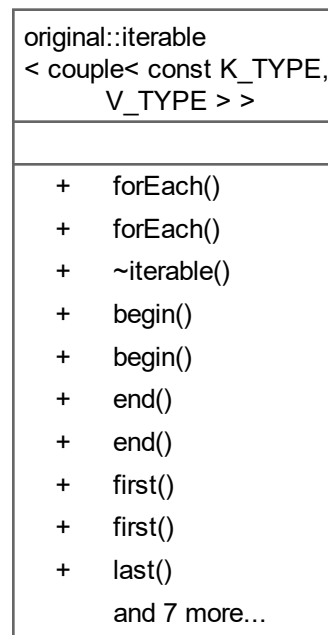 original::iterable
< couple< const K_TYPE,
V_TYPE > >
+ forEach()
+ forEach()
+ ~iterable()
+ begin()
+ begin()
+ end()
+ end()
+ first()
+ first()
+ last()
and 7 more...